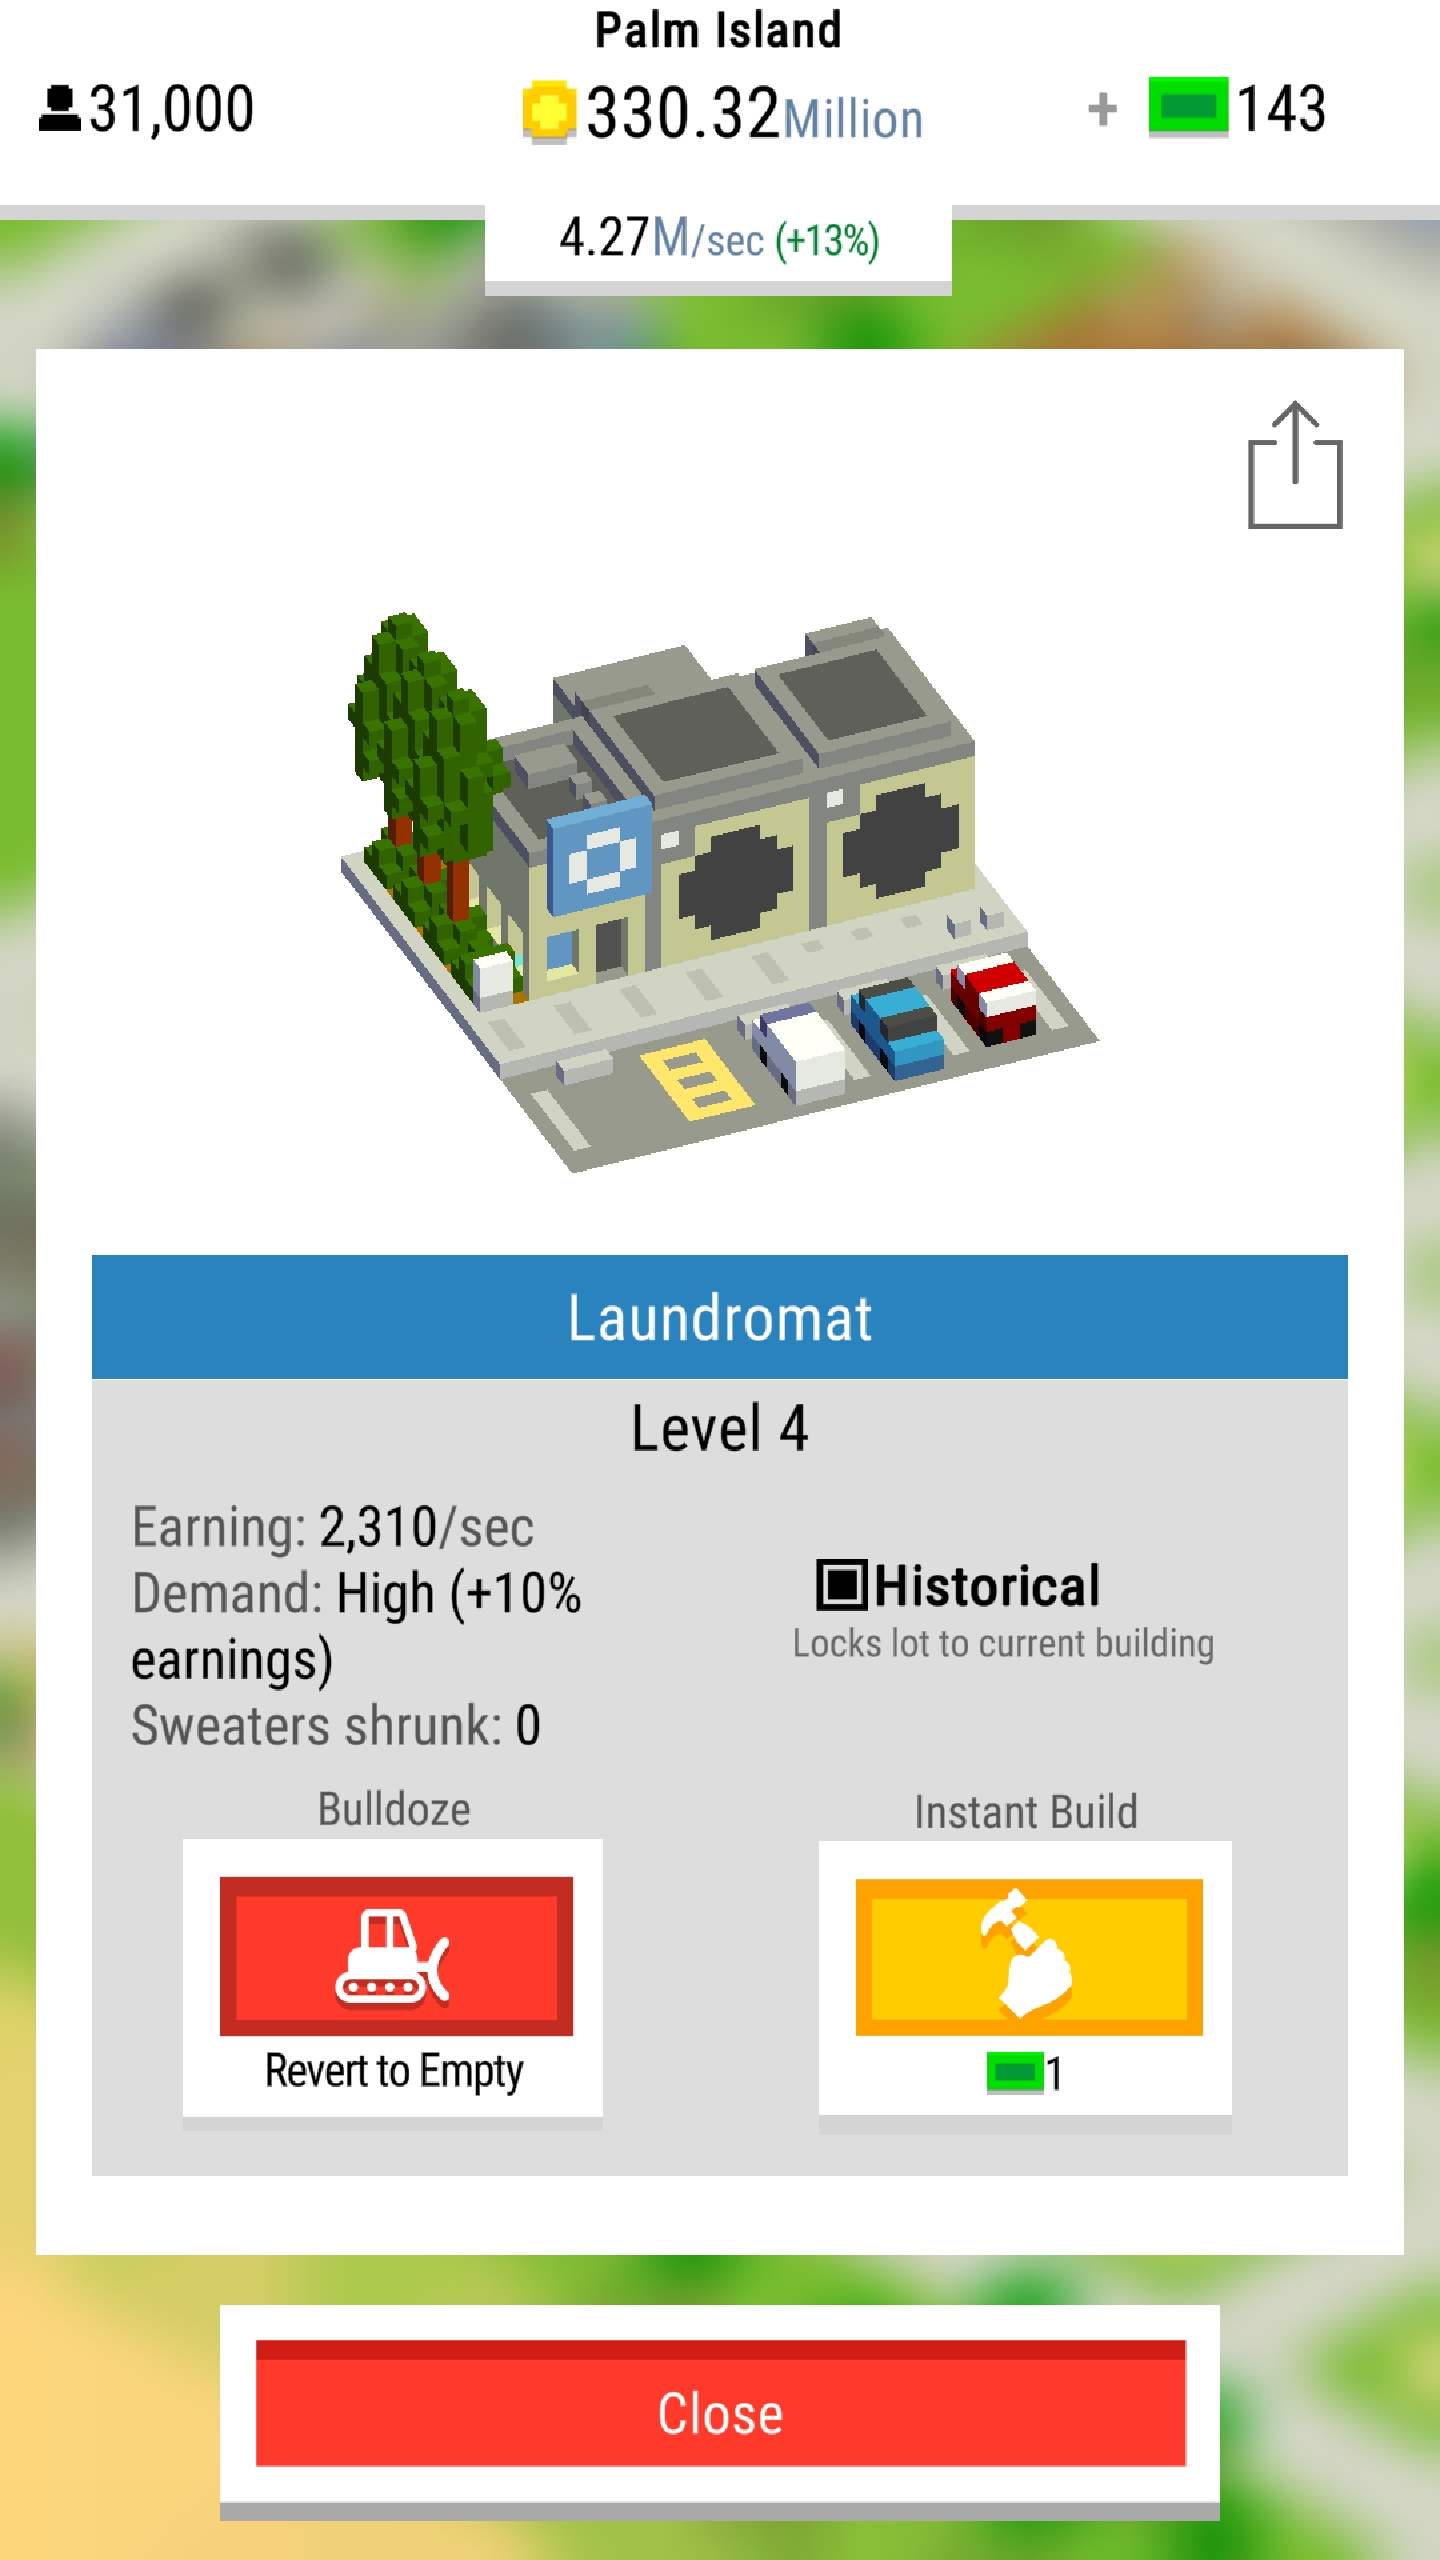 Palm Island
31,000
330.32Million
+ 143
4.27M/sec (+13%)
Laundromat
Level 4
Earning: 2,310/sec
Demand: High (+10%
earnings)
Sweaters shrunk: 0
Historical
Locks lot to current building
Bulldoze
Revert to Empty
Instant Build
1
Close